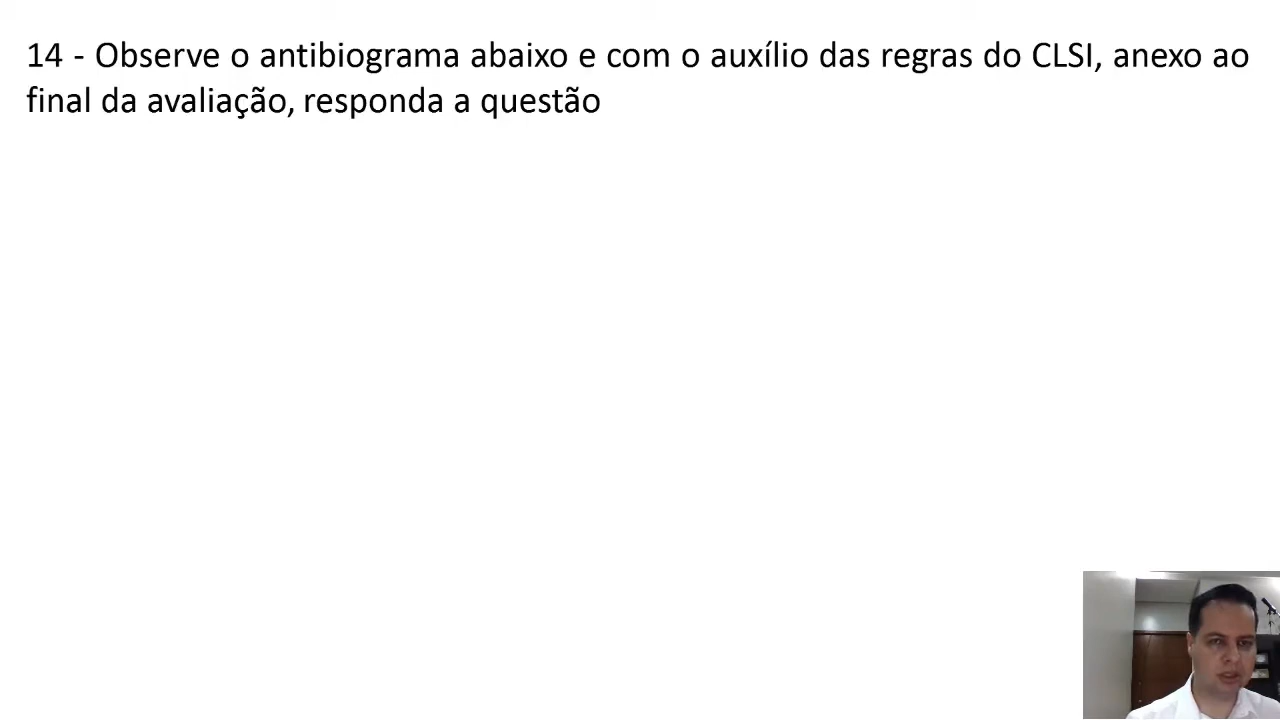 14 - Observe o antibiograma abaixo e com o auxílio das regras do CLSI, anexo ao
final da avaliação, responda a questão